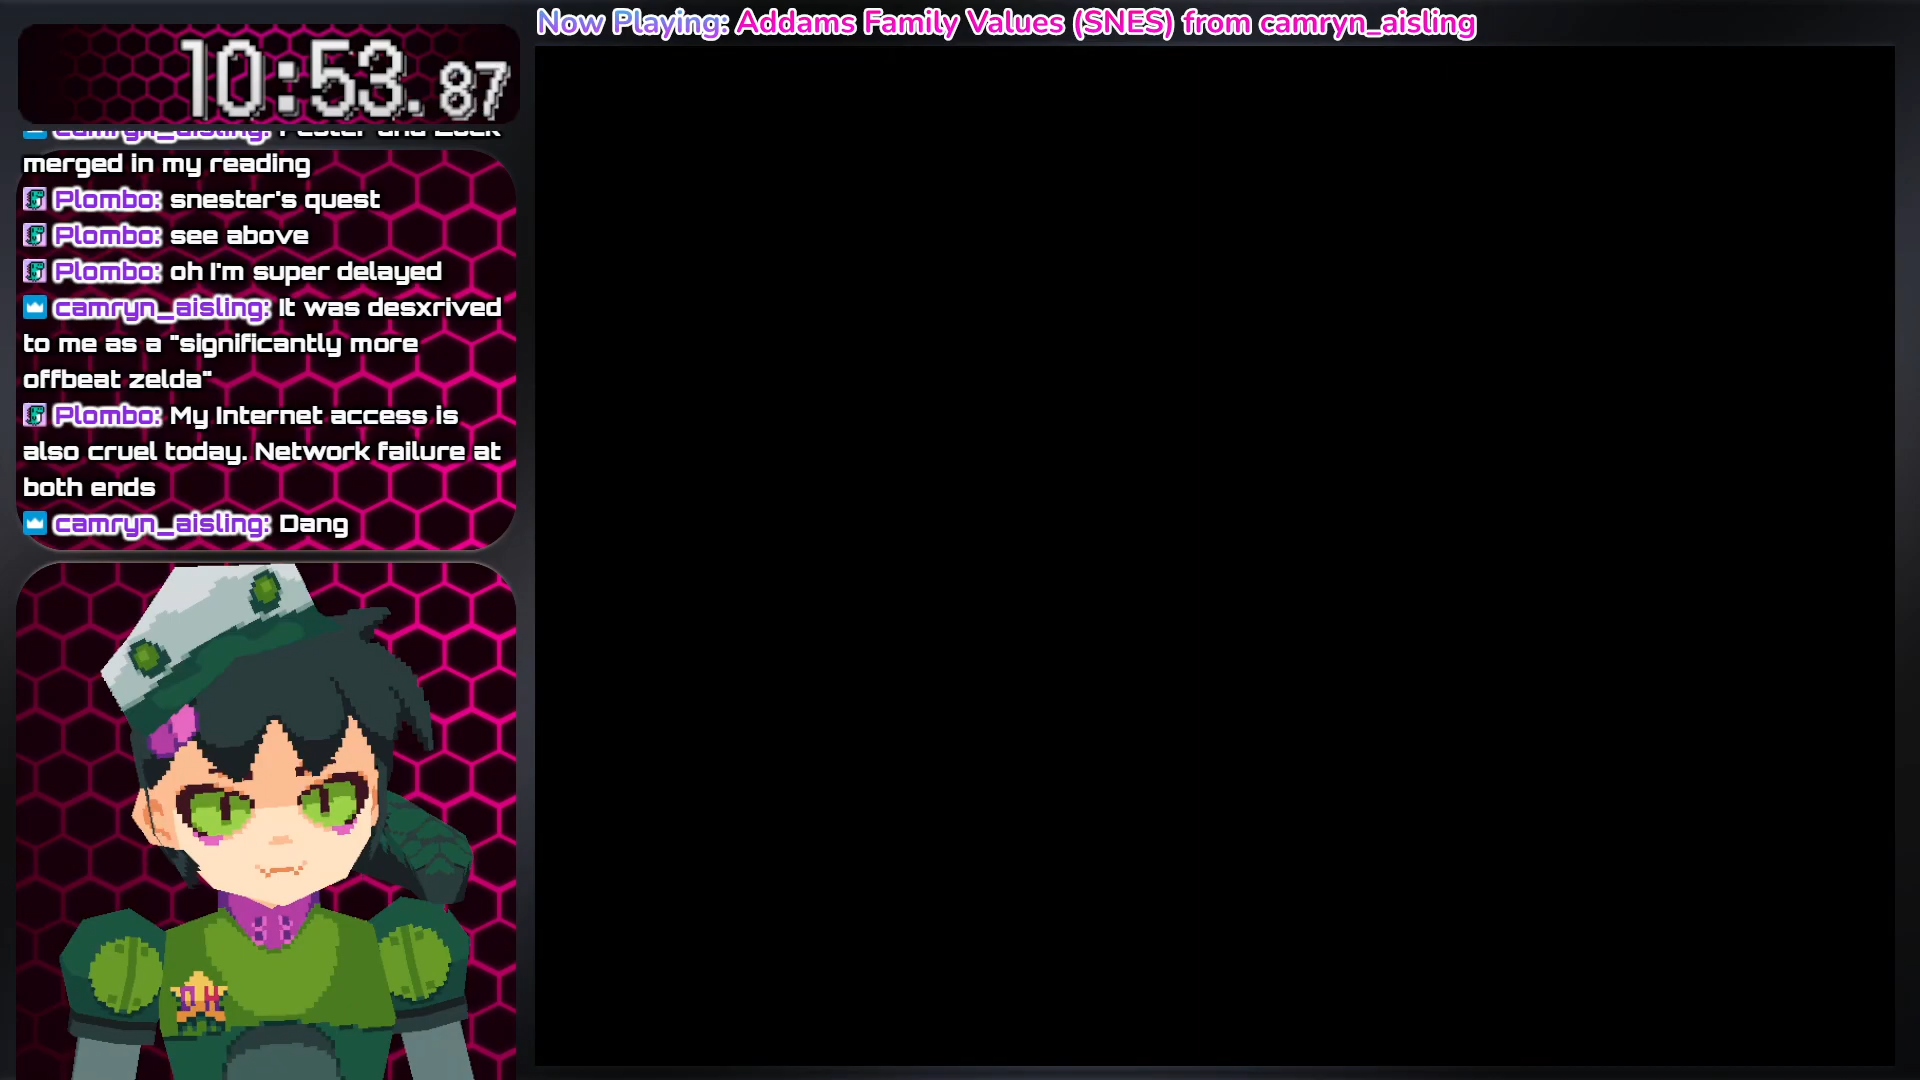 Now Playing: Addams Family Values (SNES) from camryn_aisling
10:53.87
camryn_aisling:
merged in my reading
Plombo: snester's quest
Plombo: see above
Plombo: oh I'm super delayed
camryn_aisling: It was desxrived
to me as a "significantly more
offbeat zelda"
Plombo: My Internet access is
also cruel today. Network failure at
both ends
camryn_aisling: Dang